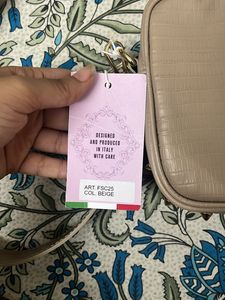 DESIGNED
AND PRODUCED
IN ITALY
WITH CARE
ART. FSC25
COL. BEIGE